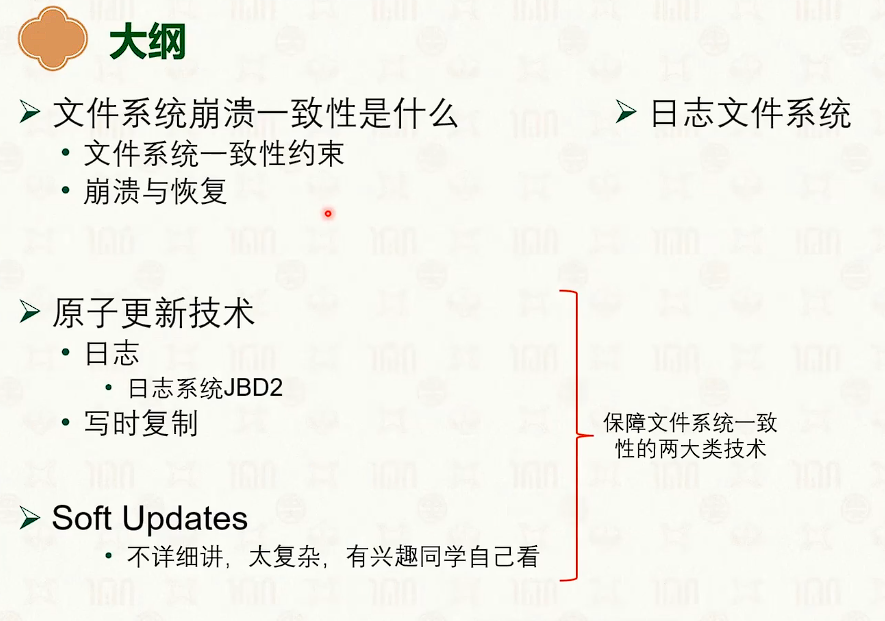 大纲
文件系统崩溃一致性是什么
文件系统一致性约束
崩溃与恢复
原子更新技术
日志
日志系统JBD2
写时复制
Soft Updates
不详细讲，太复杂，有兴趣同学自己看
日志文件系统
保障文件系统一致
性的两大类技术